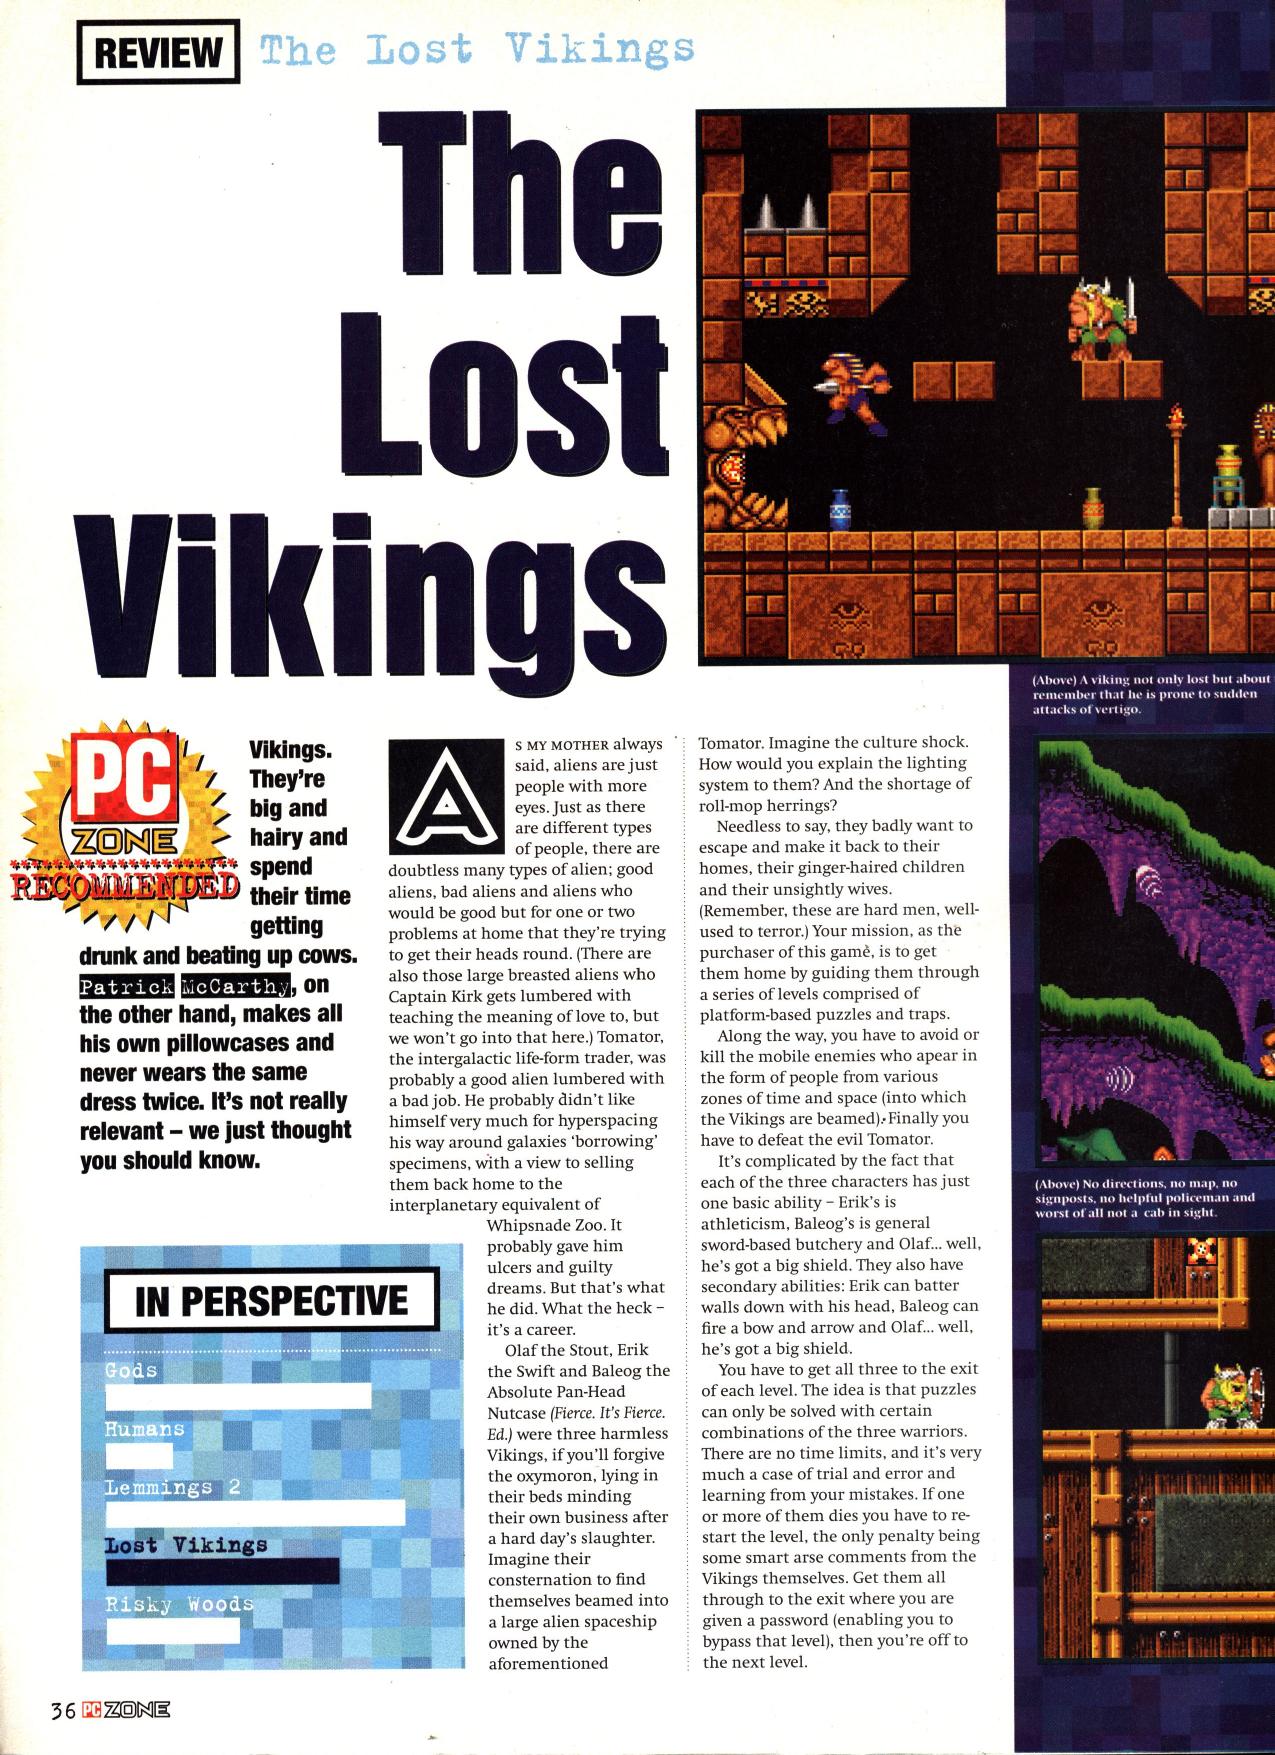 REVIEW The Lost Vikings
The
Lost
Vikings
(Above) A viking not only lost but about
remember that he is prone to sudden
attacks of vertigo.
PC
ZONE
RECOMMENDED
Vikings.
They're
big and
hairy and
spend
their time
getting
drunk and beating up cows.
Patrick McCarthy, on
the other hand, makes all
his own pillowcases and
never wears the same
dress twice. It's not really
relevant – we just thought
you should know.
AS MY MOTHER always
said, aliens are just
people with more
eyes. Just as there
are different types
of people, there are
doubtless many types of alien; good
aliens, bad aliens and aliens who
would be good but for one or two
problems at home that they're trying
to get their heads round. (There are
also those large breasted aliens who
Captain Kirk gets lumbered with
teaching the meaning of love to, but
we won't go into that here.) Tomator,
the intergalactic life-form trader, was
probably a good alien lumbered with
a bad job. He probably didn't like
himself very much for hyperspacing
his way around galaxies 'borrowing'
specimens, with a view to selling
them back home to the
interplanetary equivalent of
Whipsnade Zoo. It
probably gave him
ulcers and guilty
dreams. But that's what
he did. What the heck –
it's a career.
Olaf the Stout, Erik
the Swift and Baleog the
Absolute Pan-Head
Nutcase (Fierce. It's Fierce.
Ed.) were three harmless
Vikings, if you'll forgive
the oxymoron, lying in
their beds minding
their own business after
a hard day's slaughter.
Imagine their
consternation to find
themselves beamed into
a large alien spaceship
owned by the
aforementioned
Tomator. Imagine the culture shock.
How would you explain the lighting
system to them? And the shortage of
roll-mop herrings?
Needless to say, they badly want to
escape and make it back to their
homes, their ginger-haired children
and their unsightly wives.
(Remember, these are hard men, well-
used to terror.) Your mission, as the
purchaser of this game, is to get
them home by guiding them through
a series of levels comprised of
platform-based puzzles and traps.
Along the way, you have to avoid or
kill the mobile enemies who apear in
the form of people from various
zones of time and space (into which
the Vikings are beamed). Finally you
have to defeat the evil Tomator.
It's complicated by the fact that
each of the three characters has just
one basic ability – Erik's is
athleticism, Baleog's is general
sword-based butchery and Olaf... well,
he's got a big shield. They also have
secondary abilities: Erik can batter
walls down with his head, Baleog can
fire a bow and arrow and Olaf... well,
he's got a big shield.
You have to get all three to the exit
of each level. The idea is that puzzles
can only be solved with certain
combinations of the three warriors.
There are no time limits, and it's very
much a case of trial and error and
learning from your mistakes. If one
or more of them dies you have to re-
start the level, the only penalty being
some smart arse comments from the
Vikings themselves. Get them all
through to the exit where you are
given a password (enabling you to
bypass that level), then you're off to
the next level.
(Above) No directions, no map, no
signposts, no helpful policeman and
worst of all not a cab in sight.
IN PERSPECTIVE
Gods
Humans
Lemmings 2
Lost Vikings
Risky Woods
36 PC ZONE